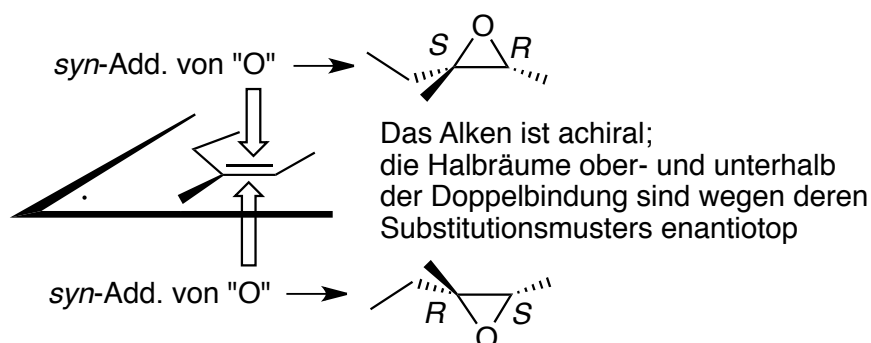 O
syn-Add. von "O"
S
R
Das Alken ist achiral;
die Halbräume ober- und unterhalb
der Doppelbindung sind wegen deren
Substitutionsmusters enantiotop
syn-Add. von "O"
R
S
O